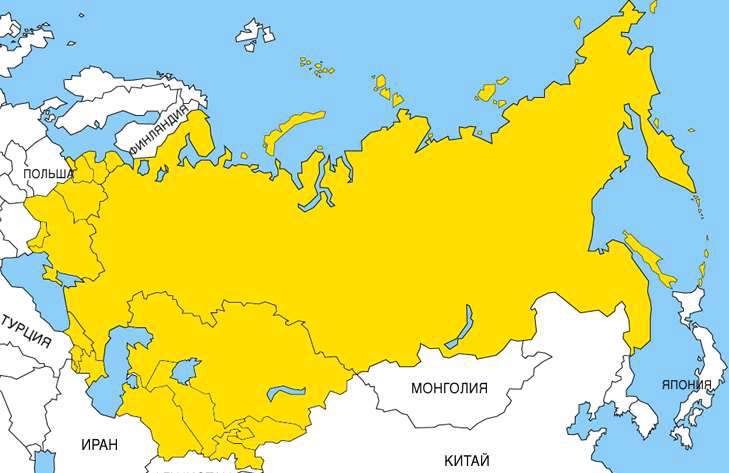 ФИНЛЯНДИЯ
ПОЛЬША
ТУРЦИЯ
МОНГОЛИЯ
ЯПОНИЯ
ИРАН
КИТАЙ